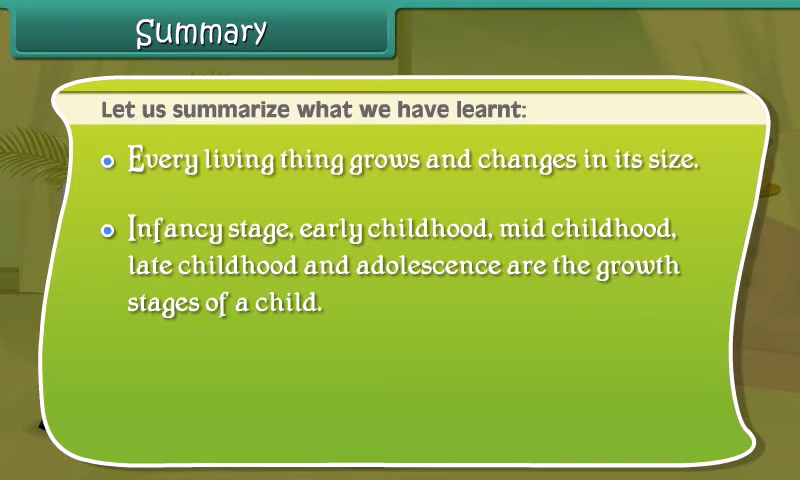 Summary
Let us summarize what we have learnt:
Every living thing grows and changes in its size.
Infancy stage, early childhood, mid childhood,
late childhood and adolescence are the growth
stages of a child.